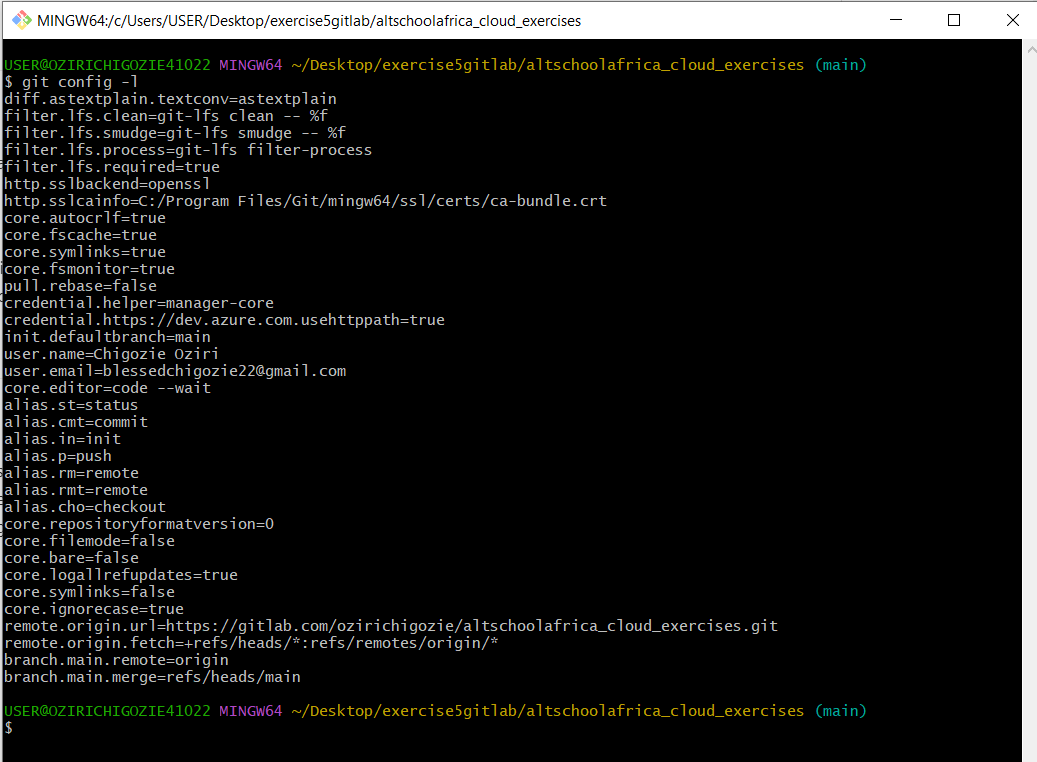 MINGW64:/c/Users/USER/Desktop/exercise5gitlab/altschoolafrica_cloud_exercises
USER@OZIRICHIGOZIE41022 MINGW64 ~/Desktop/exercise5gitlab/altschoolafrica_cloud_exercises (main)
$ git config -l
diff.astextplain.textconv=astextplain
filter.lfs.clean=git-lfs clean -- %f
filter.lfs.smudge=git-lfs smudge -- %f
filter.lfs.process=git-lfs filter-process
filter.lfs.required=true
http.sslbackend=openssl
http.sslcainfo=C:/Program Files/Git/mingw64/ssl/certs/ca-bundle.crt
core.autocrlf=true
core.fscache=true
core.symlinks=true
core.fsmonitor=true
pull.rebase=false
credential.helper=manager-core
credential.https://dev.azure.com.usehttppath=true
init.defaultbranch=main
user.name=Chigozie Oziri
user.email=blessedchigozie22@gmail.com
core.editor=code --wait
alias.st=status
alias.cmt=commit
alias.in=init
alias.p=push
alias.rm=remote
alias.rmt=remote
alias.cho=checkout
core.repositoryformatversion=0
core.filemode=false
core.bare=false
core.logallrefupdates=true
core.symlinks=false
core.ignorecase=true
remote.origin.url=https://gitlab.com/ozirichigozie/altschoolafrica_cloud_exercises.git
remote.origin.fetch=+refs/heads/*:refs/remotes/origin/*
branch.main.remote=origin
branch.main.merge=refs/heads/main
USER@OZIRICHIGOZIE41022 MINGW64 ~/Desktop/exercise5gitlab/altschoolafrica_cloud_exercises (main)
$